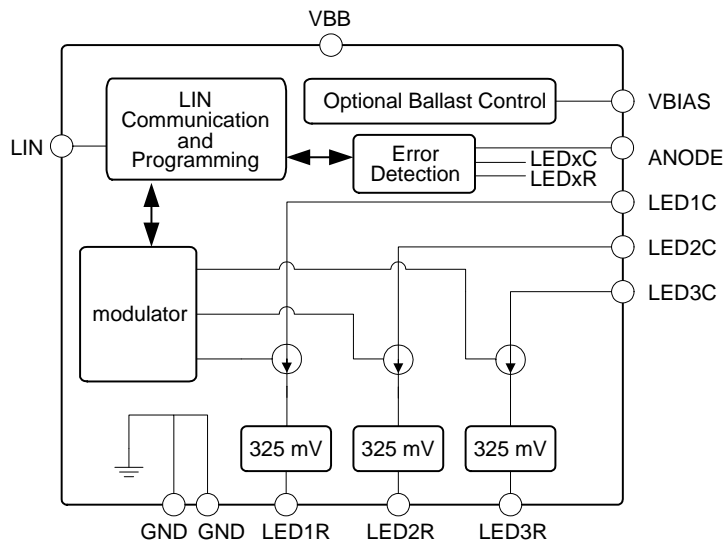 VBB
LIN
Communication
and
Programming
Optional Ballast Control
VBIAS
LIN
Error
Detection
LEDxC
LEDxR
ANODE
LED1C
LED2C
LED3C
modulator
325 mV
325 mV
325 mV
GND
GND
LED1R
LED2R
LED3R